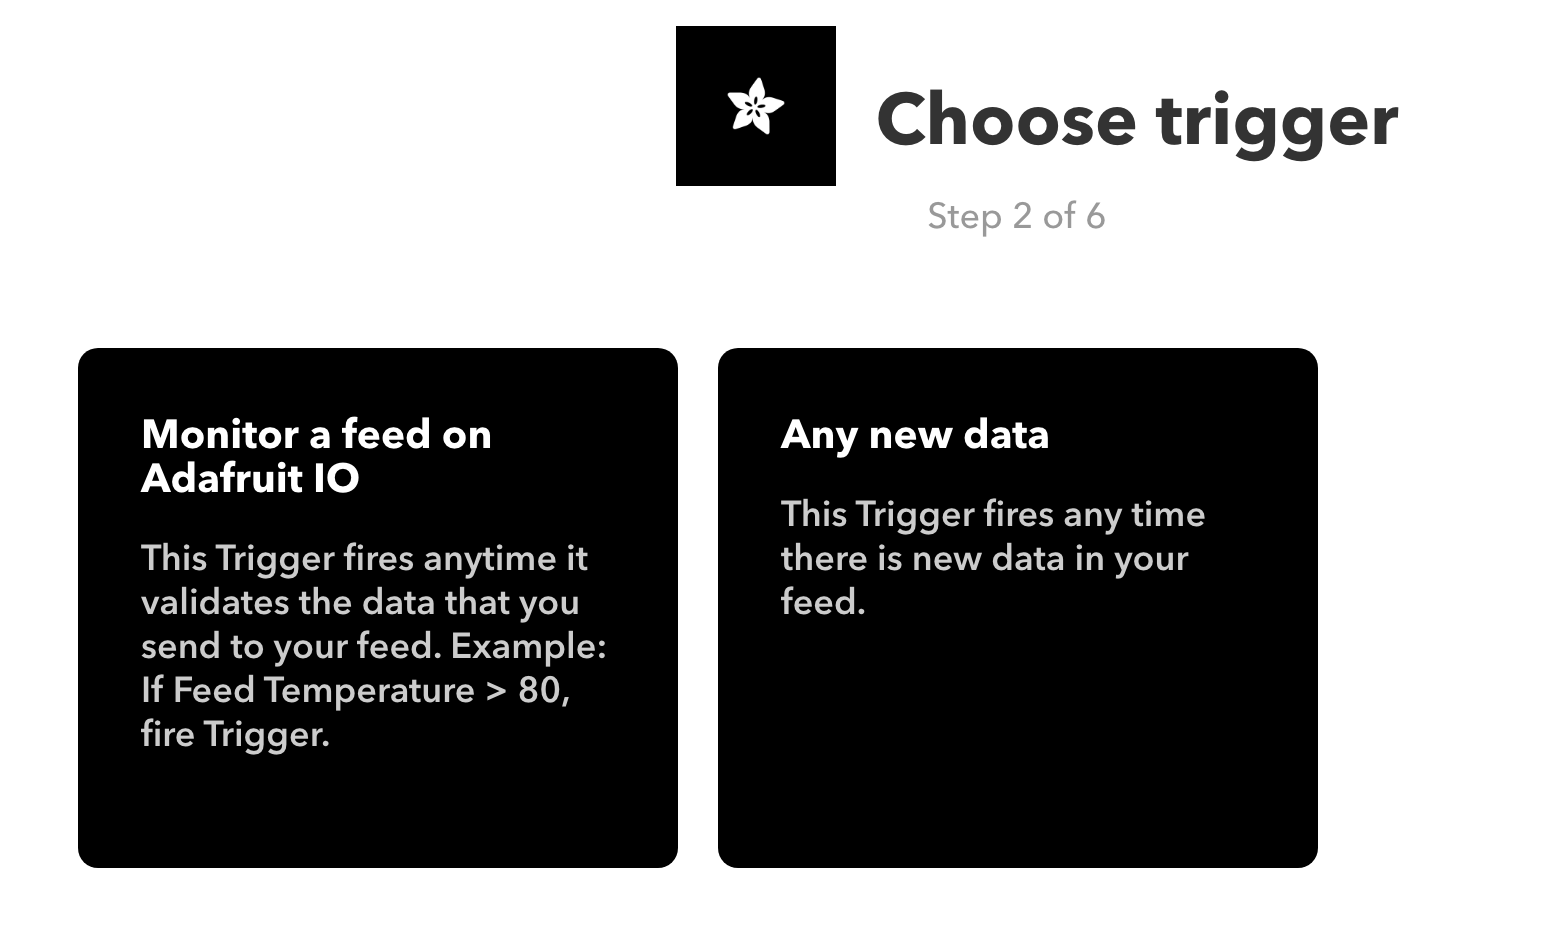 Choose trigger
Step 2 of 6
Monitor a feed on
Adafruit IO
This Trigger fires anytime it
validates the data that you
send to your feed. Example:
If Feed Temperature > 80,
fire Trigger.
Any new data
This Trigger fires any time
there is new data in your
feed.